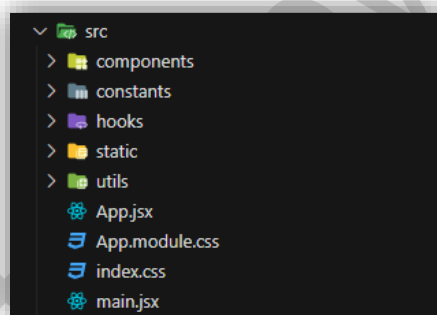 src
components
constants
hooks
static
utils
App.jsx
App.module.css
index.css
main.jsx